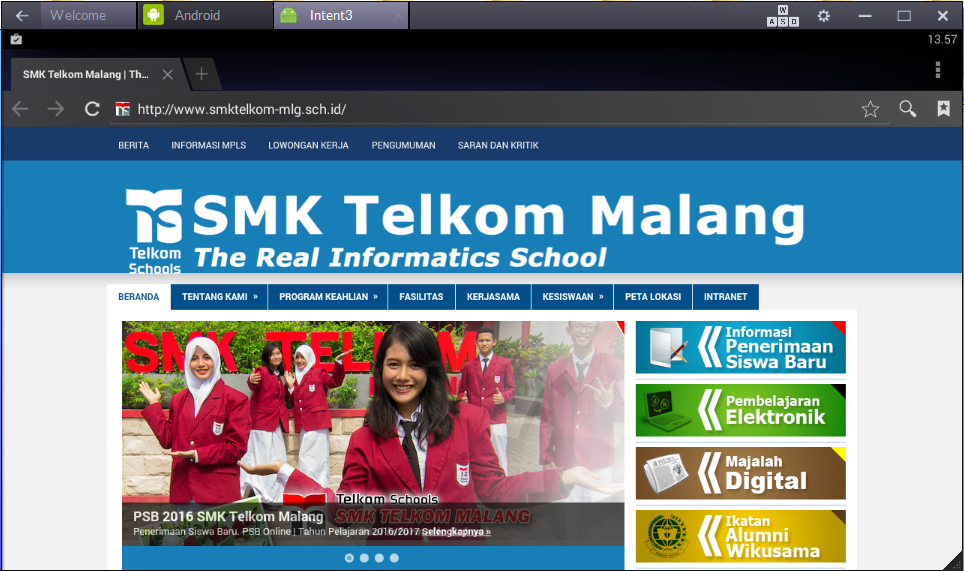 Welcome
Android
Intent3
W
A S D
13.57
SMK Telkom Malang | Th...
http://www.smktelkom-mlg.sch.id/
BERITA
INFORMASI MPLS
LOWONGAN KERJA
PENGUMUMAN
SARAN DAN KRITIK
TS
Telkom
Schools
SMK Telkom Malang
The Real Informatics School
BERANDA
TENTANG KAMI »
PROGRAM KEAHLIAN »
FASILITAS
KERJASAMA
KESISWAAN »
PETA LOKASI
INTRANET
SMK TELKOM
Telkom Schools
SMK TELKOM MALANG
PSB 2016 SMK Telkom Malang
Penerimaan Siswa Baru. PSB Online | Tahun Pelajaran 2016/2017 Selengkapnya »
Informasi
Penerimaan
Siswa Baru
Pembelajaran
Elektronik
Majalah
Digital
Ikatan
Alumni
Wikusama